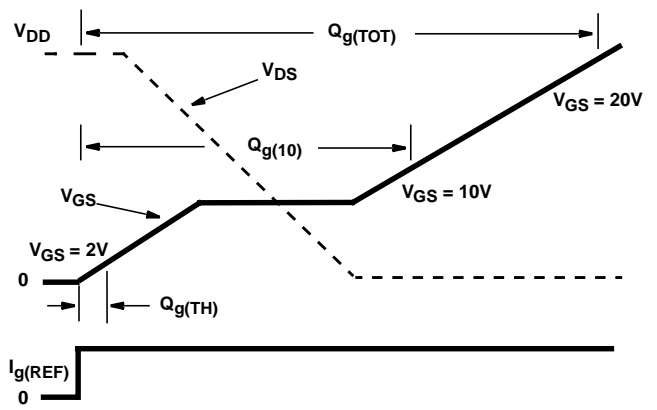 V_DD
Q_g(TOT)
V_DS
V_GS = 20V
Q_g(10)
V_GS
V_GS = 10V
V_GS = 2V
0
Q_g(TH)
I_g(REF)
0